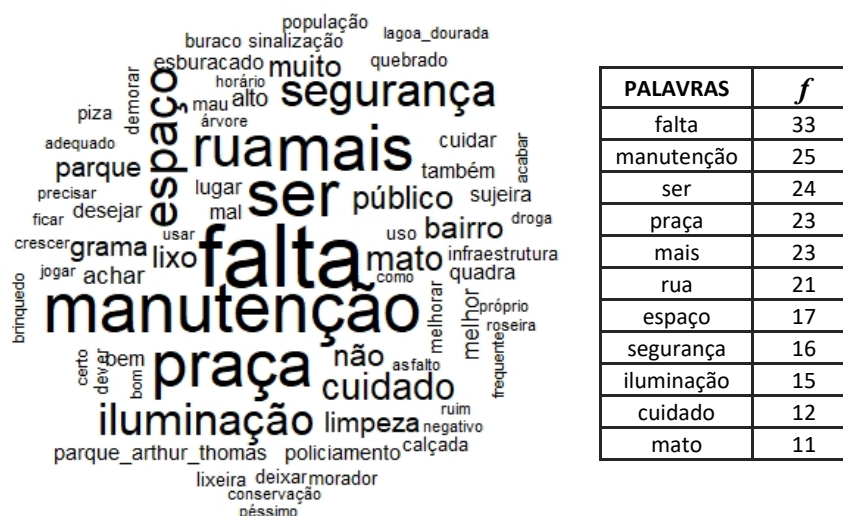 população
lagoa_dourada
buraco sinalização
esburacado muito quebrado
horário
demorar espaço mau alto segurança
piza árvore
adequado rua mais cuidar acabar
parque também
precisar lugar ser público sujeira
ficar desejar mal droga
usar uso bairro
crescer grama lixo falta mato infraestrutura
jogar achar como quadra
brinquedo manutenção melhorar melhor próprio
roseira
certo dever bem praça não asfalto frequente
bom cuidado
iluminação limpeza ruim
negativo
parque_arthur_thomas policiamento calçada
lixeira deixar morador
conservação
péssimo
PALAVRAS f
falta 33
manutenção 25
ser 24
praça 23
mais 23
rua 21
espaço 17
segurança 16
iluminação 15
cuidado 12
mato 11